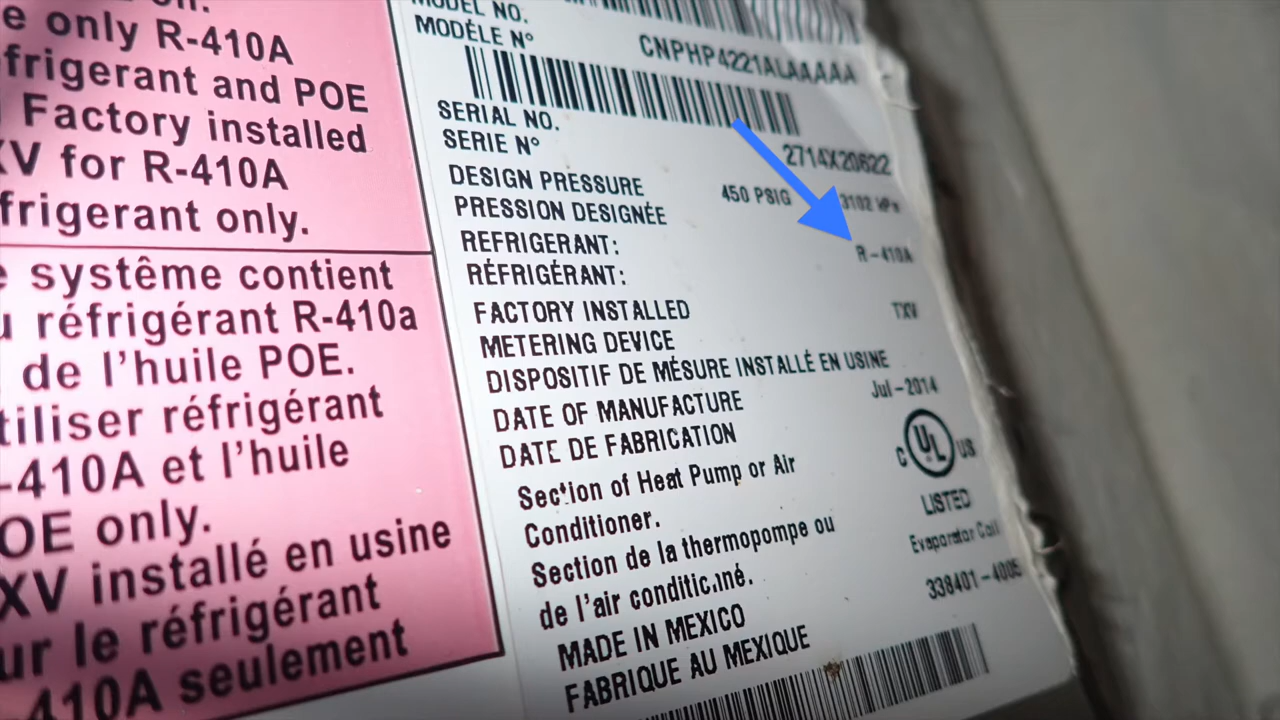 e only R-410A
frigerant and POE
Factory installed
XV for R-410A
frigerant only.
système contient
réfrigérant R-410a
de l'huile POE.
tiliser réfrigérant
-410A et l'huile
OE only.
XV installé en usine
ur le réfrigérant
-410A seulement
MODEL NO.
MODÈLE N° CNPHP4221ALAAAAA
SERIAL NO.
SERIE N° 2714X20622
DESIGN PRESSURE 450 PSIG 3102 kPa
PRESSION DESIGNÉE
REFRIGERANT: R-410A
RÉFRIGÉRANT:
FACTORY INSTALLED TXV
METERING DEVICE
DISPOSITIF DE MÉSURE INSTALLÉ EN USINE
DATE OF MANUFACTURE Jul-2014
DATE DE FABRICATION
Section of Heat Pump or Air
Conditioner.
Section de la thermopompe ou
de l'air conditionné.
C UL US
LISTED
Evaporator Coil
338401-4005
MADE IN MEXICO
FABRIQUE AU MEXIQUE